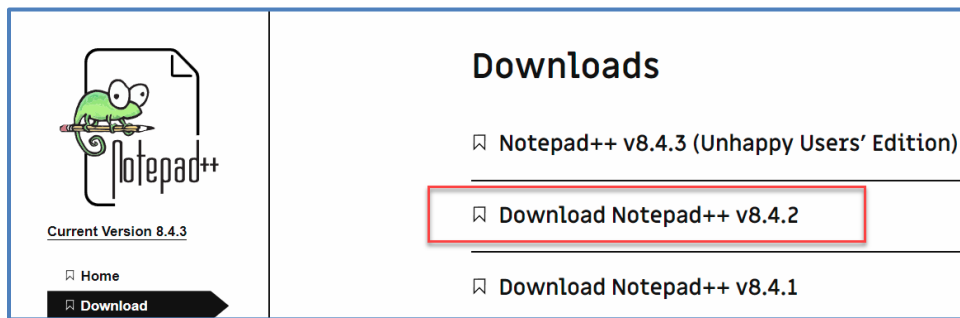 Notepad++
Current Version 8.4.3
Home
Download
Downloads
Notepad++ v8.4.3 (Unhappy Users’ Edition)
Download Notepad++ v8.4.2
Download Notepad++ v8.4.1